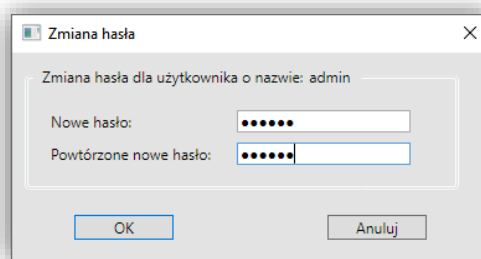 Zmiana hasła
Zmiana hasła dla użytkownika o nazwie: admin
Nowe hasło: ●●●●●●
Powtórzone nowe hasło: ●●●●●●
OK Anuluj